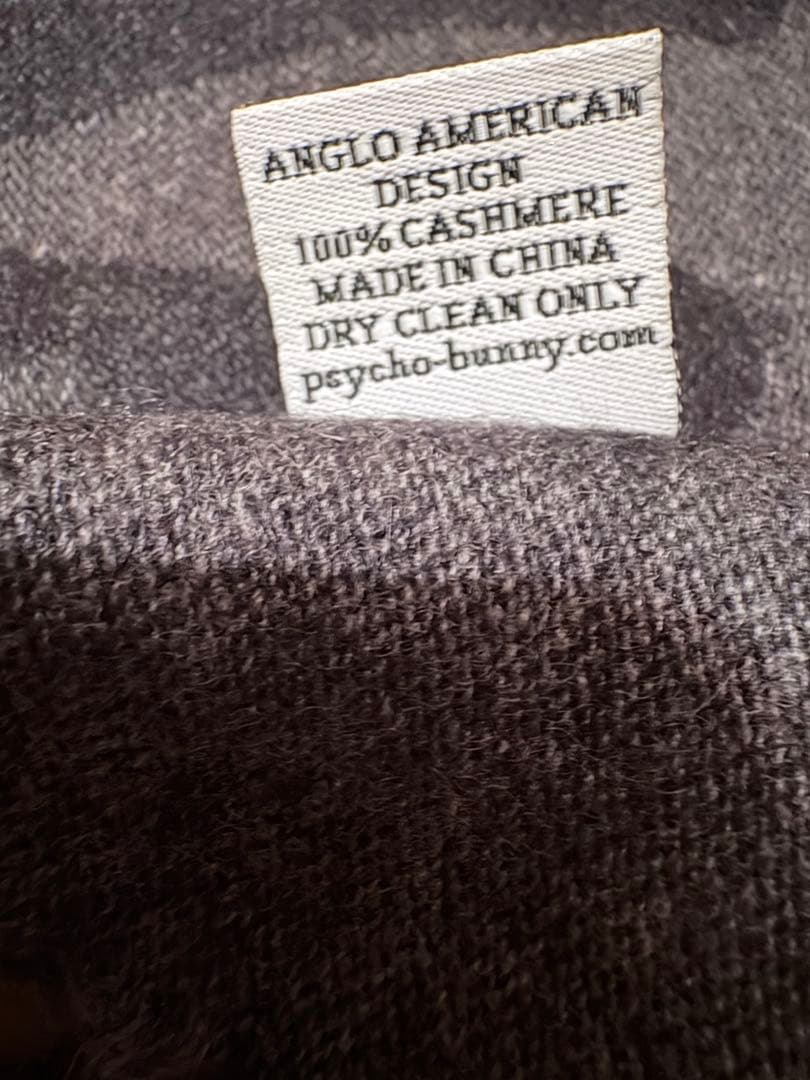 ANGLO AMERICAN
DESIGN
100% CASHMERE
MADE IN CHINA
DRY CLEAN ONLY
psycho-bunny.com